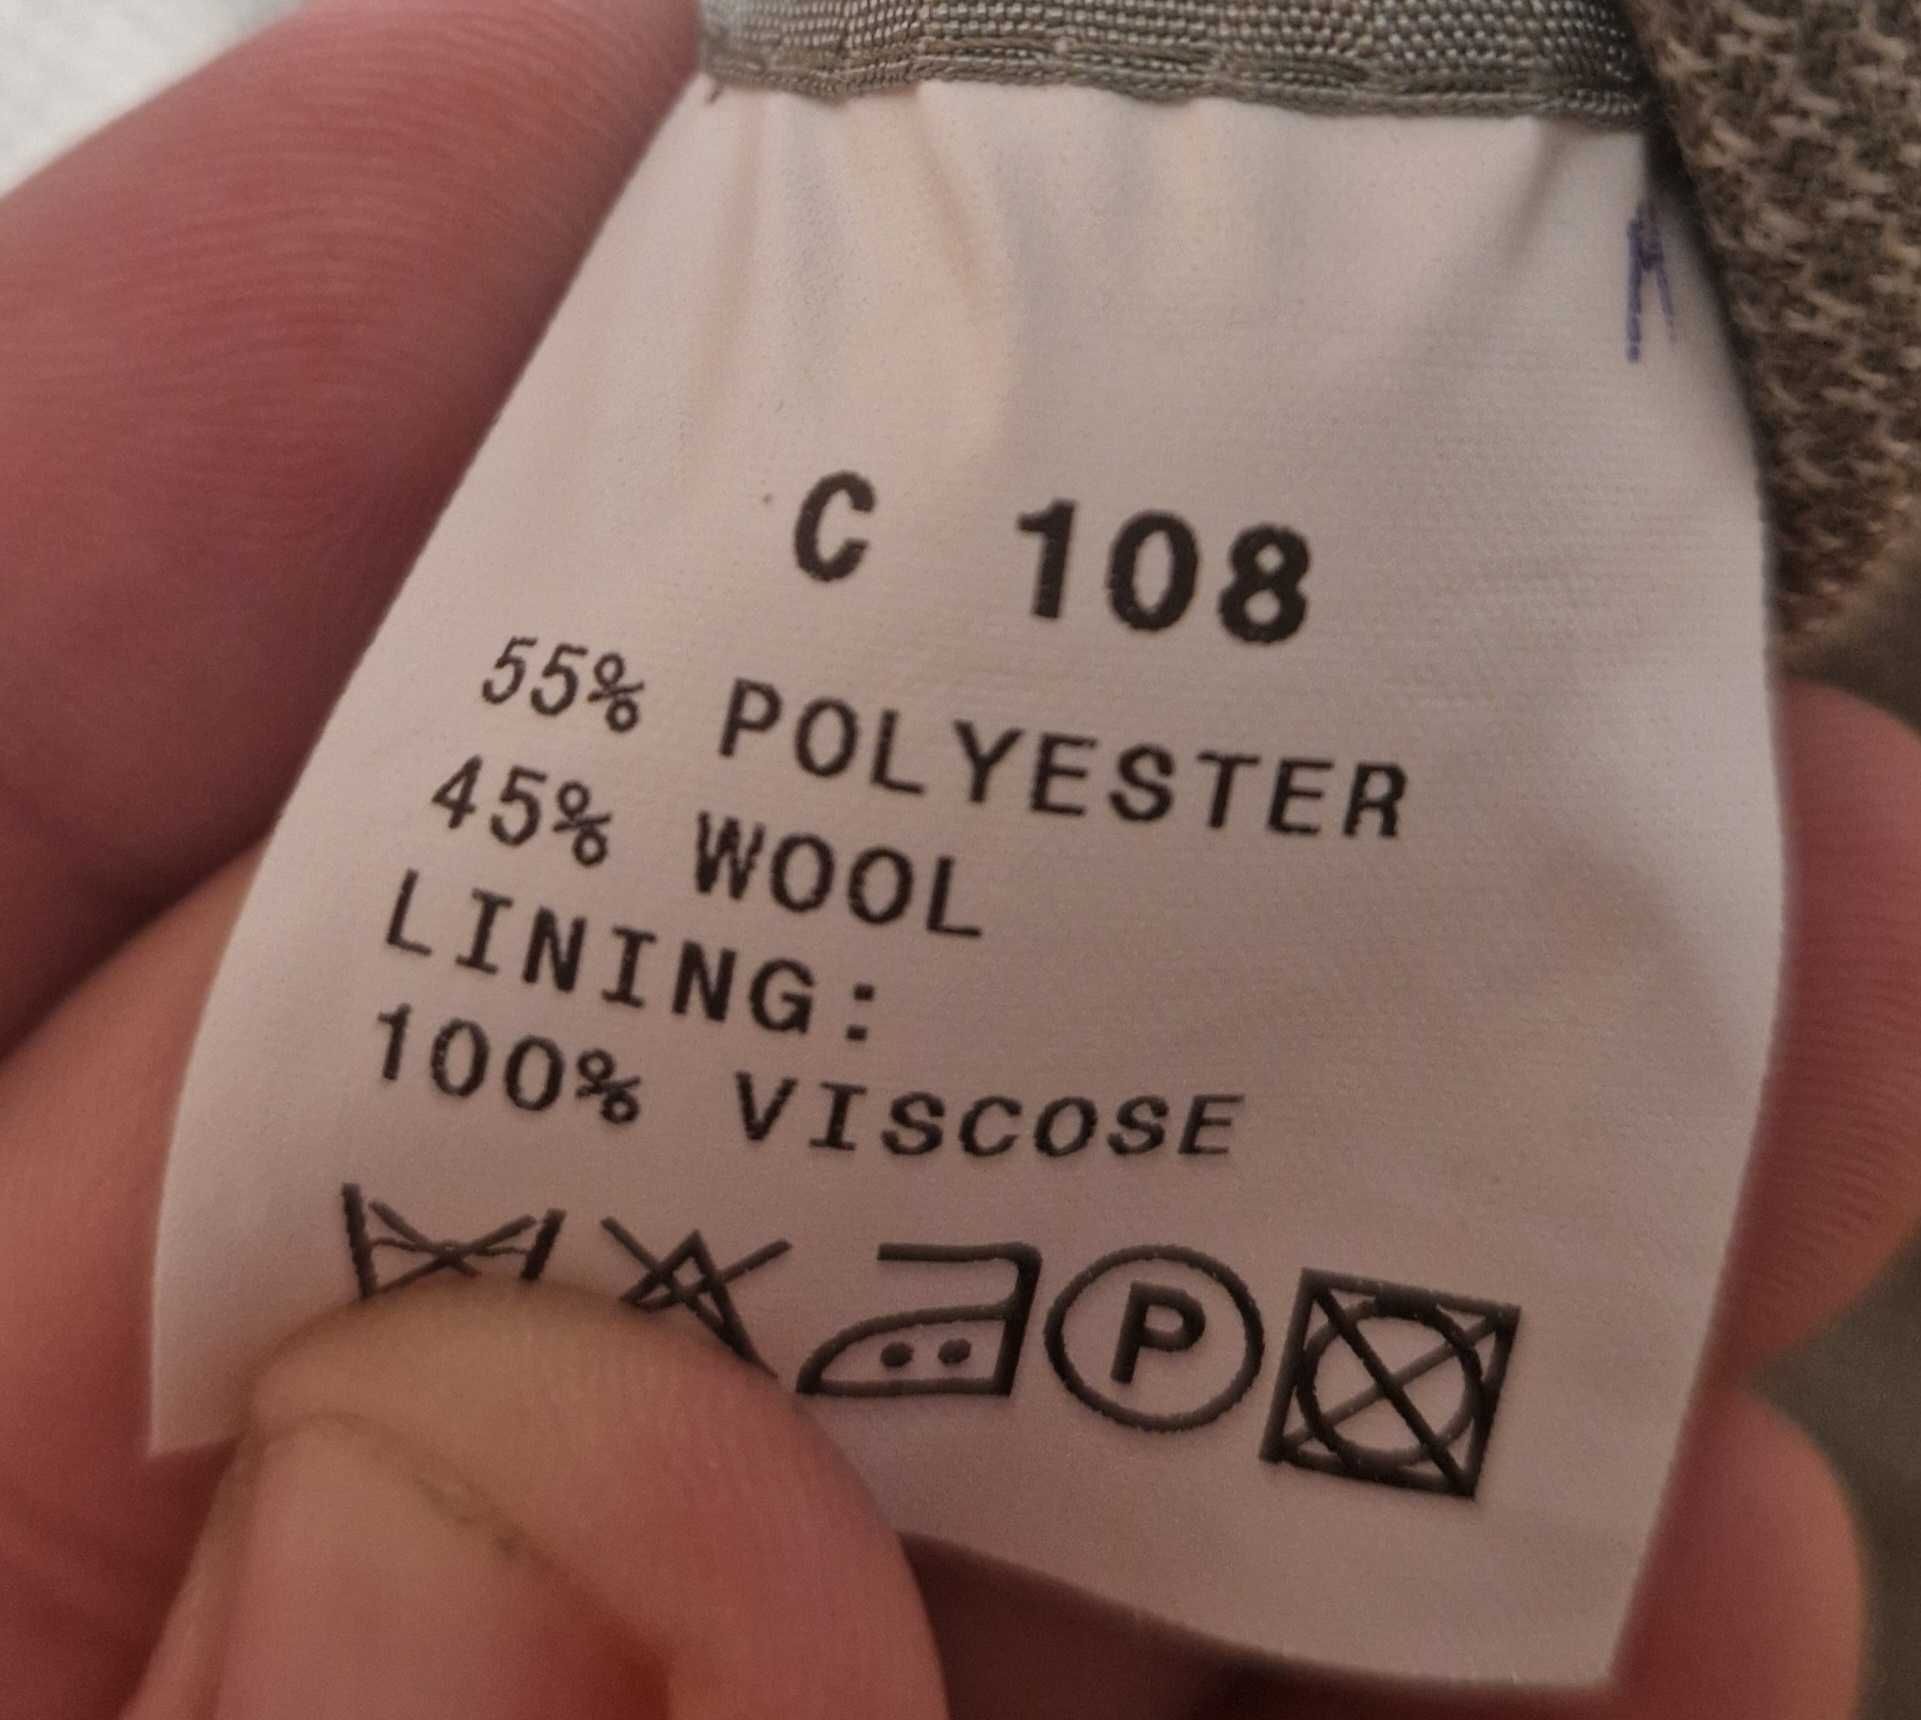 C 108
55% POLYESTER
45% WOOL
LINING:
100% VISCOSE
P